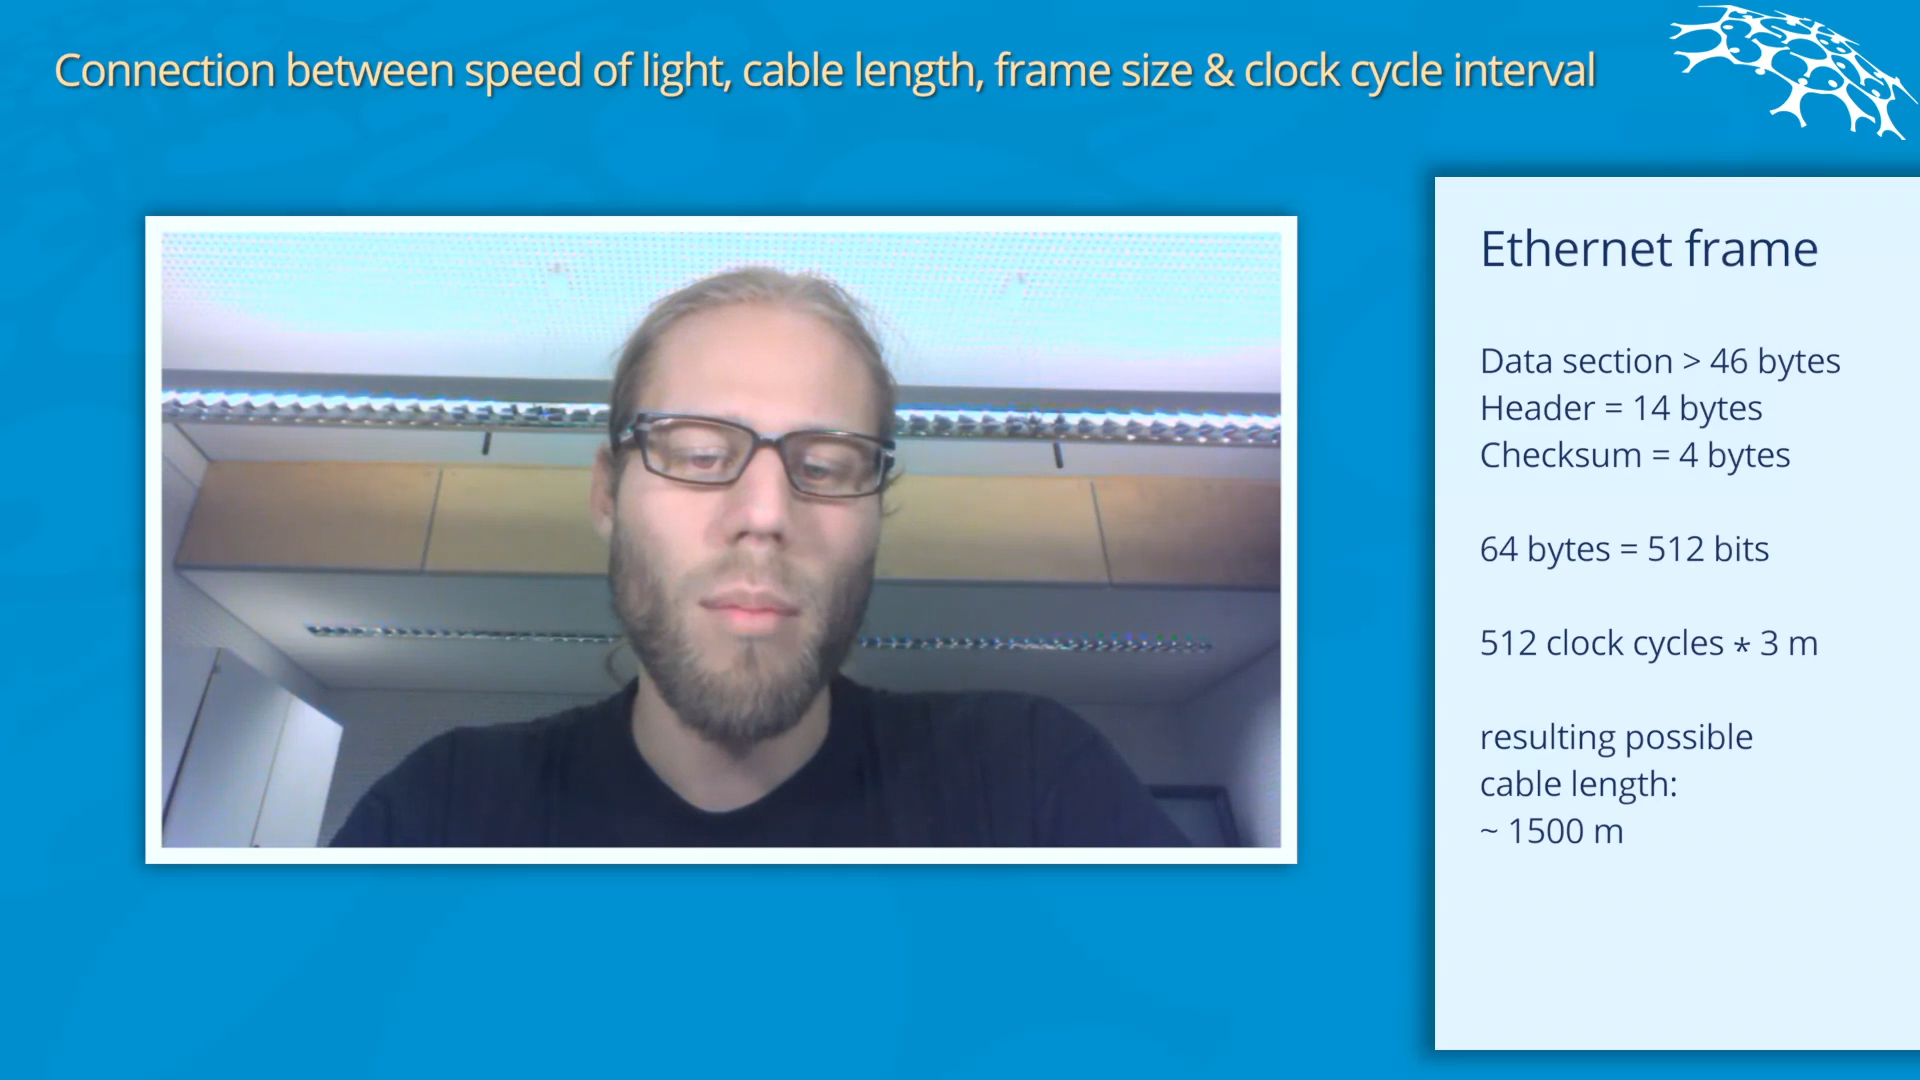 Connection between speed of light, cable length, frame size & clock cycle interval
Ethernet frame
Data section > 46 bytes
Header = 14 bytes
Checksum = 4 bytes
64 bytes = 512 bits
512 clock cycles * 3 m
resulting possible
cable length:
~ 1500 m